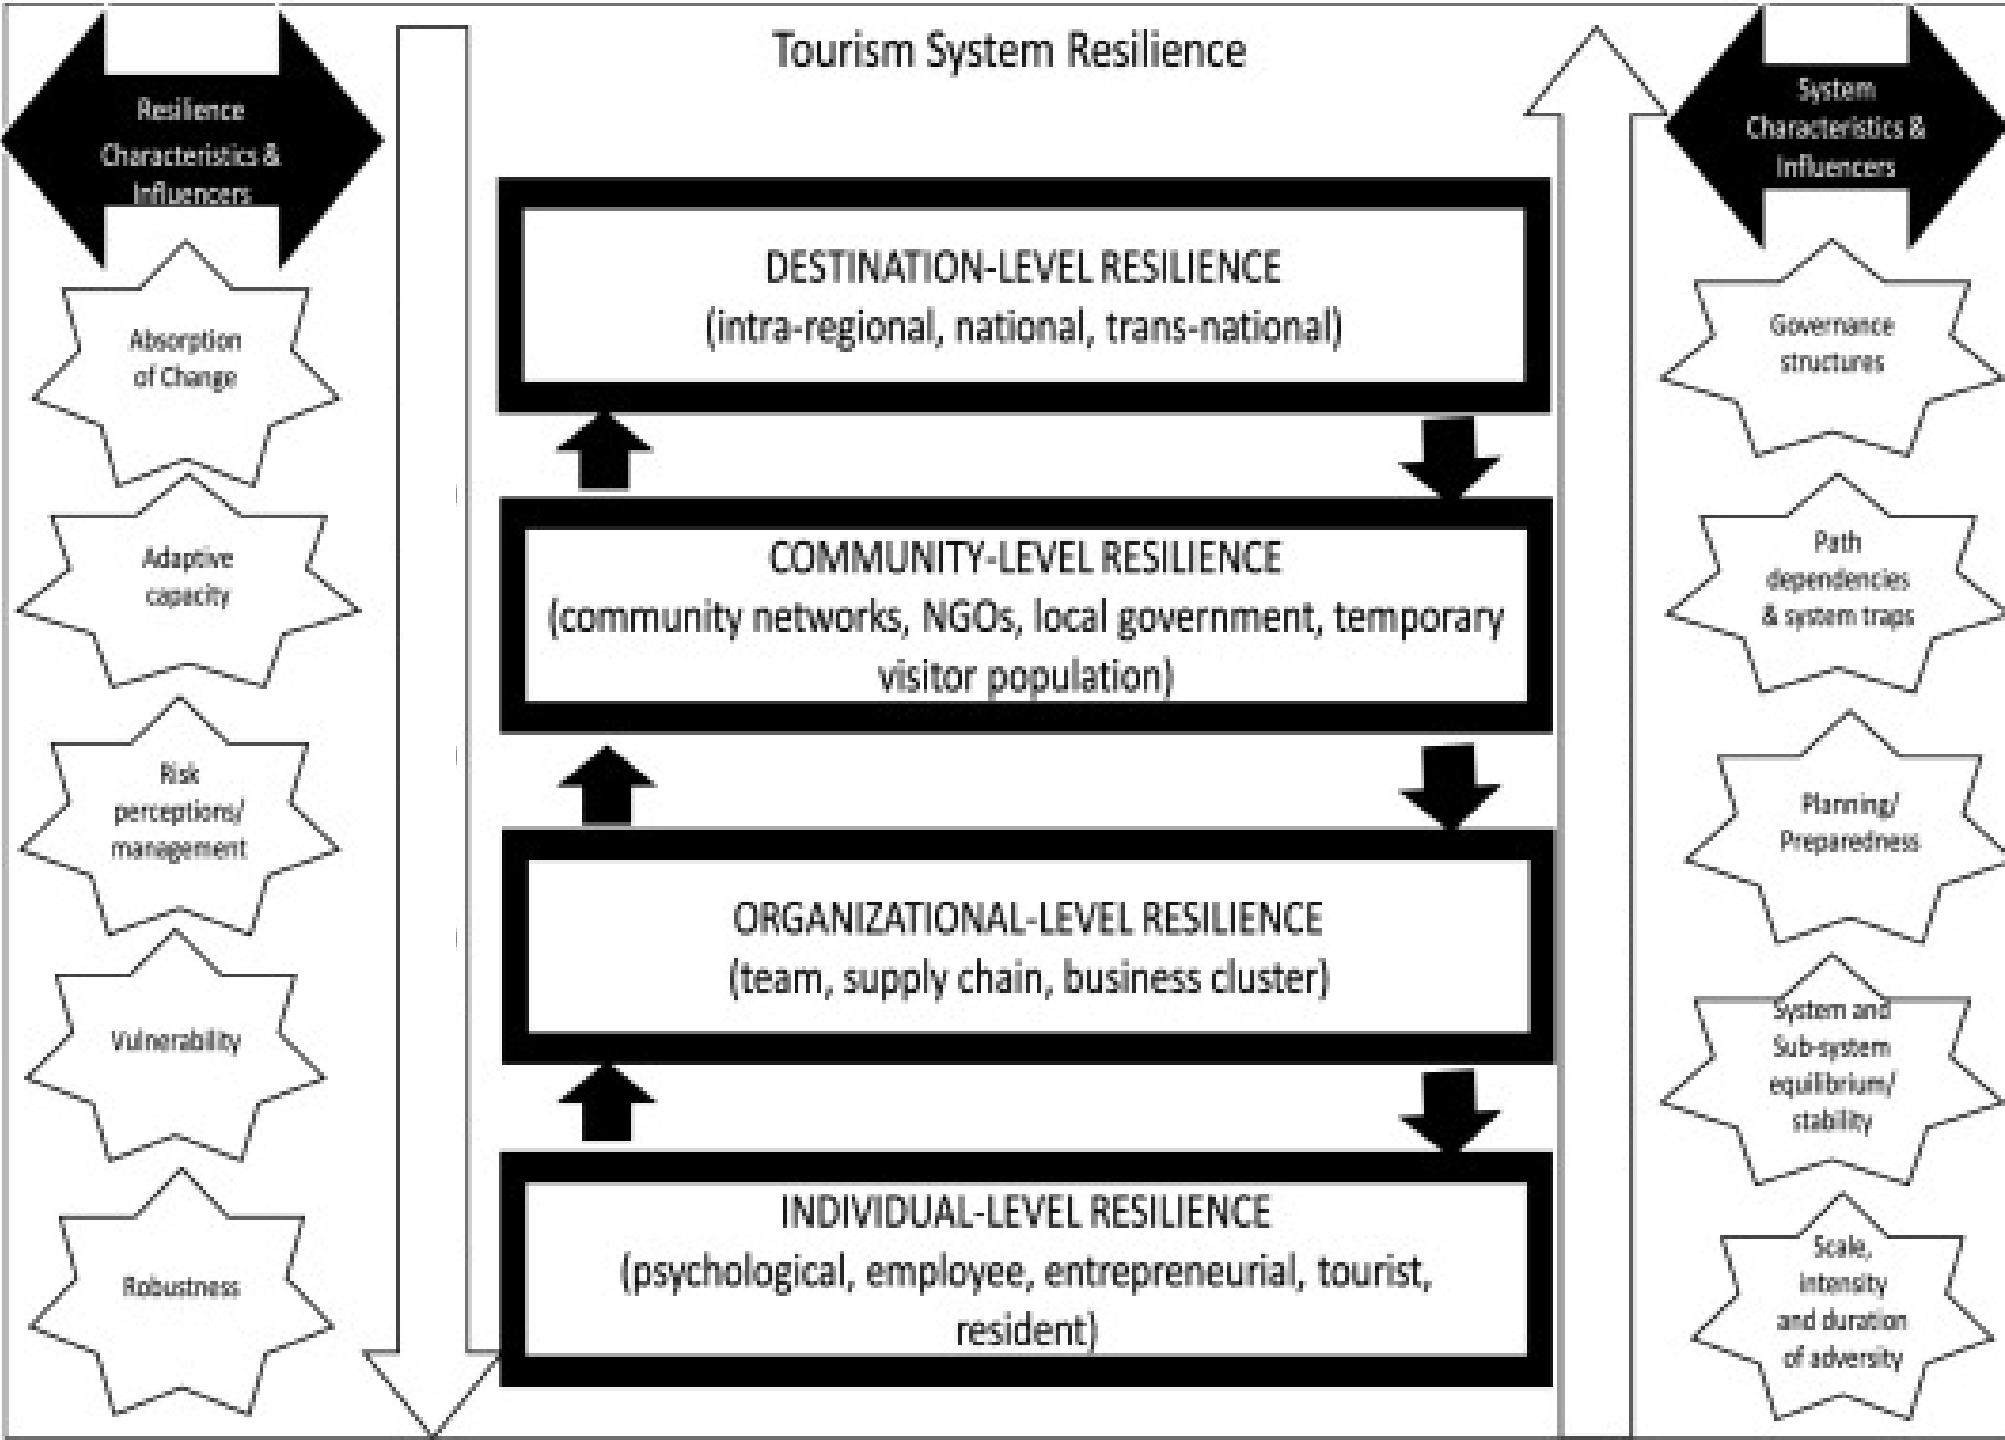 Tourism System Resilience
Resilience
Characteristics &
Influencers
Absorption
of Change
Adaptive
capacity
Risk
perceptions/
management
Vulnerability
Robustness
DESTINATION-LEVEL RESILIENCE
(intra-regional, national, trans-national)
COMMUNITY-LEVEL RESILIENCE
(community networks, NGOs, local government, temporary
visitor population)
ORGANIZATIONAL-LEVEL RESILIENCE
(team, supply chain, business cluster)
INDIVIDUAL-LEVEL RESILIENCE
(psychological, employee, entrepreneurial, tourist,
resident)
System
Characteristics &
Influencers
Governance
structures
Path
dependencies
& system traps
Planning/
Preparedness
System and
Sub-system
equilibrium/
stability
Scale,
intensity
and duration
of adversity